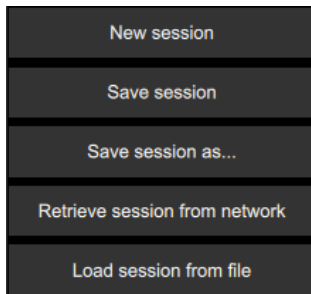 New session
Save session
Save session as...
Retrieve session from network
Load session from file